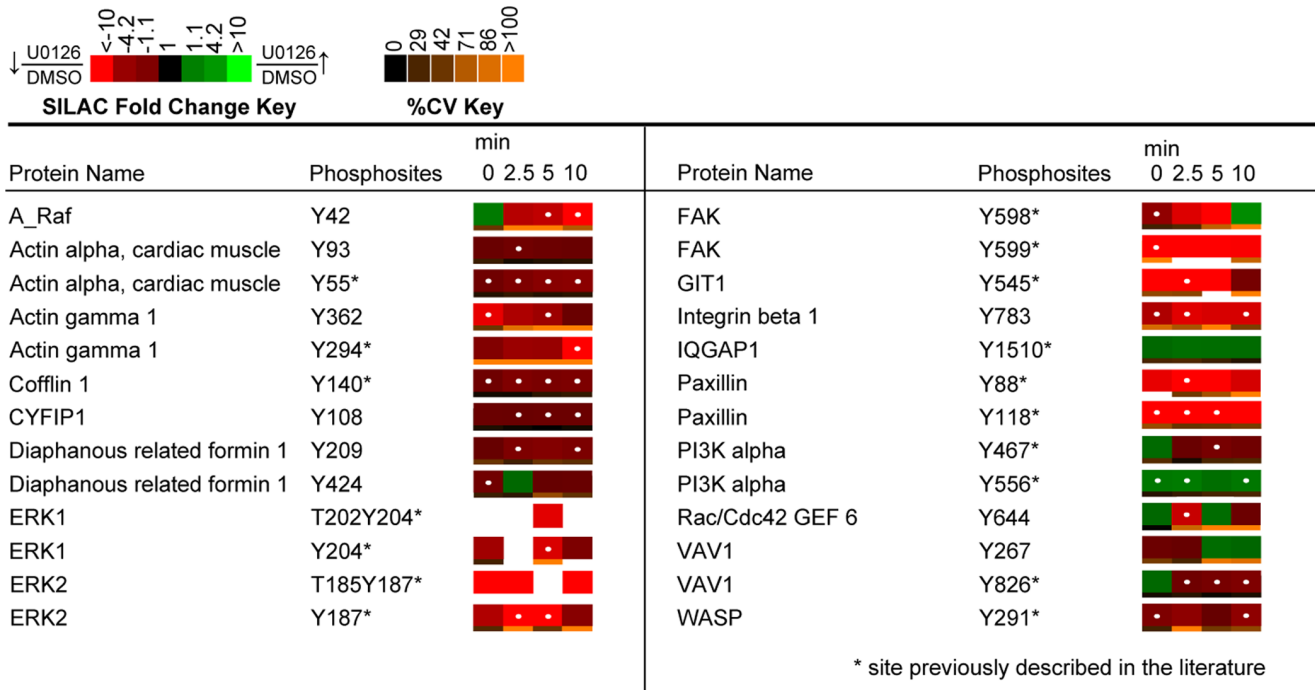 <-10 -4.2 -1.1 1 1.1 4.2 >10
0 29 42 71 86 >100
↓ U0126 U0126 ↑
DMSO DMSO
SILAC Fold Change Key %CV Key
min
Protein Name Phosphosites 0 2.5 5 10
A_Raf Y42
Actin alpha, cardiac muscle Y93
Actin alpha, cardiac muscle Y55*
Actin gamma 1 Y362
Actin gamma 1 Y294*
Cofflin 1 Y140*
CYFIP1 Y108
Diaphanous related formin 1 Y209
Diaphanous related formin 1 Y424
ERK1 T202Y204*
ERK1 Y204*
ERK2 T185Y187*
ERK2 Y187*
min
Protein Name Phosphosites 0 2.5 5 10
FAK Y598*
FAK Y599*
GIT1 Y545*
Integrin beta 1 Y783
IQGAP1 Y1510*
Paxillin Y88*
Paxillin Y118*
PI3K alpha Y467*
PI3K alpha Y556*
Rac/Cdc42 GEF 6 Y644
VAV1 Y267
VAV1 Y826*
WASP Y291*
* site previously described in the literature